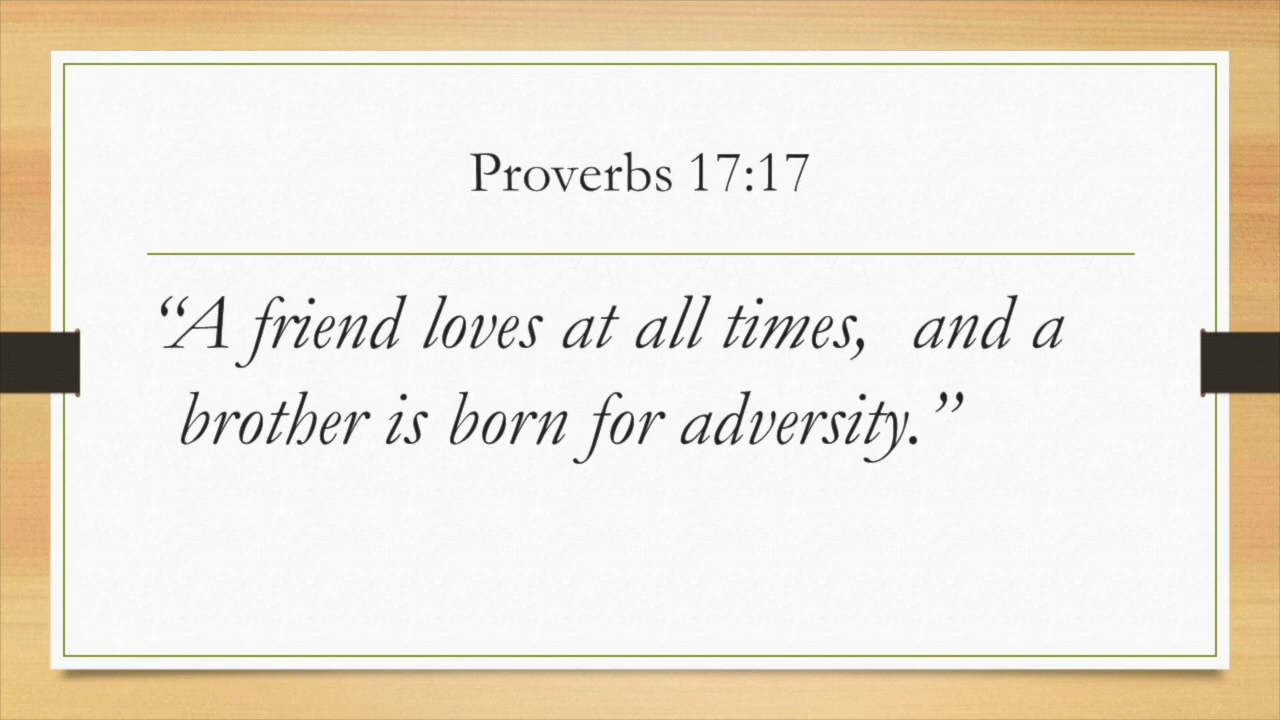 Proverbs 17:17
“A friend loves at all times,  and a
brother is born for adversity.”